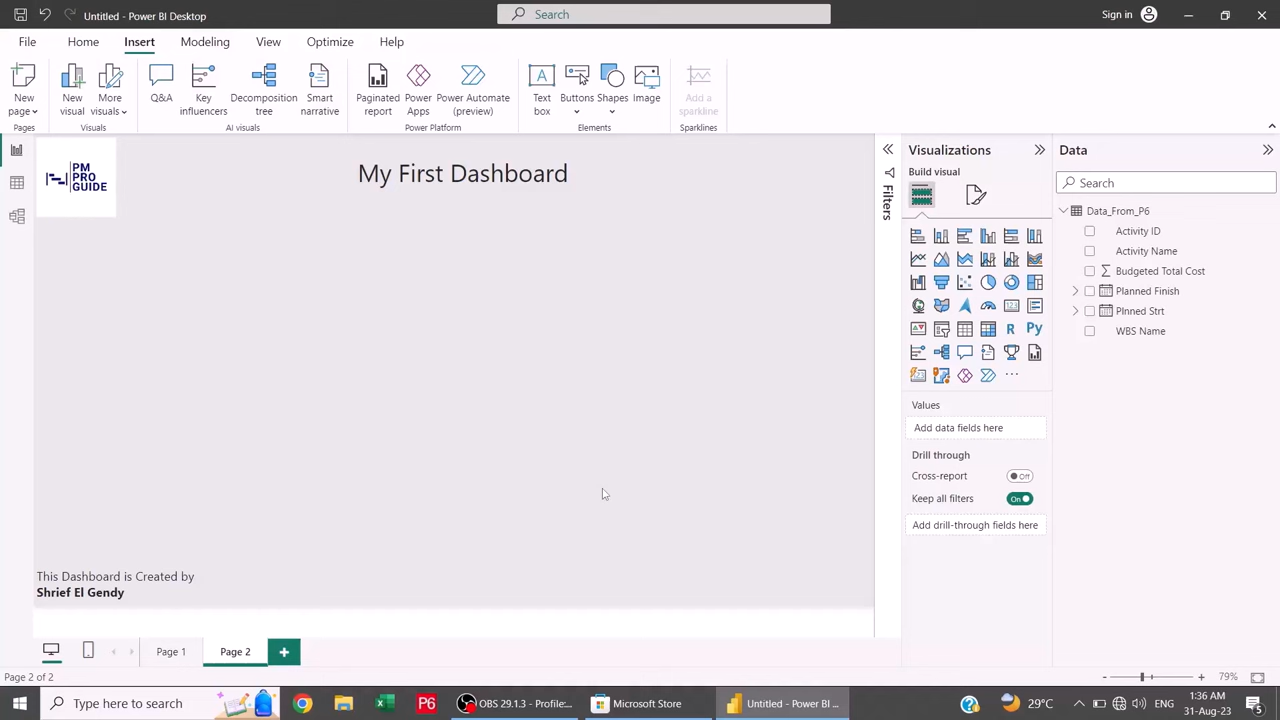 Untitled - Power BI Desktop
Search
Sign in
File
Home
Insert
Modeling
View
Optimize
Help
New page
New visual
More visuals
Q&A
Key influencers
Decomposition tree
Smart narrative
Paginated report
Power Apps
Power Automate (preview)
Text box
Buttons
Shapes
Image
Add a sparkline
Pages
Visuals
AI visuals
Power Platform
Elements
Sparklines
PM
PRO
GUIDE
My First Dashboard
This Dashboard is Created by
Shrief El Gendy
Filters
Visualizations
Build visual
R
Py
123
123
...
Values
Add data fields here
Drill through
Cross-report
Off
Keep all filters
On
Add drill-through fields here
Data
Search
Data_From_P6
Activity ID
Activity Name
Budgeted Total Cost
Planned Finish
Plnned Strt
WBS Name
Page 1
Page 2
Page 2 of 2
79%
Type here to search
P6
OBS 29.1.3 - Profile:...
Microsoft Store
Untitled - Power BI ...
29°C
ENG
1:36 AM
31-Aug-23
5